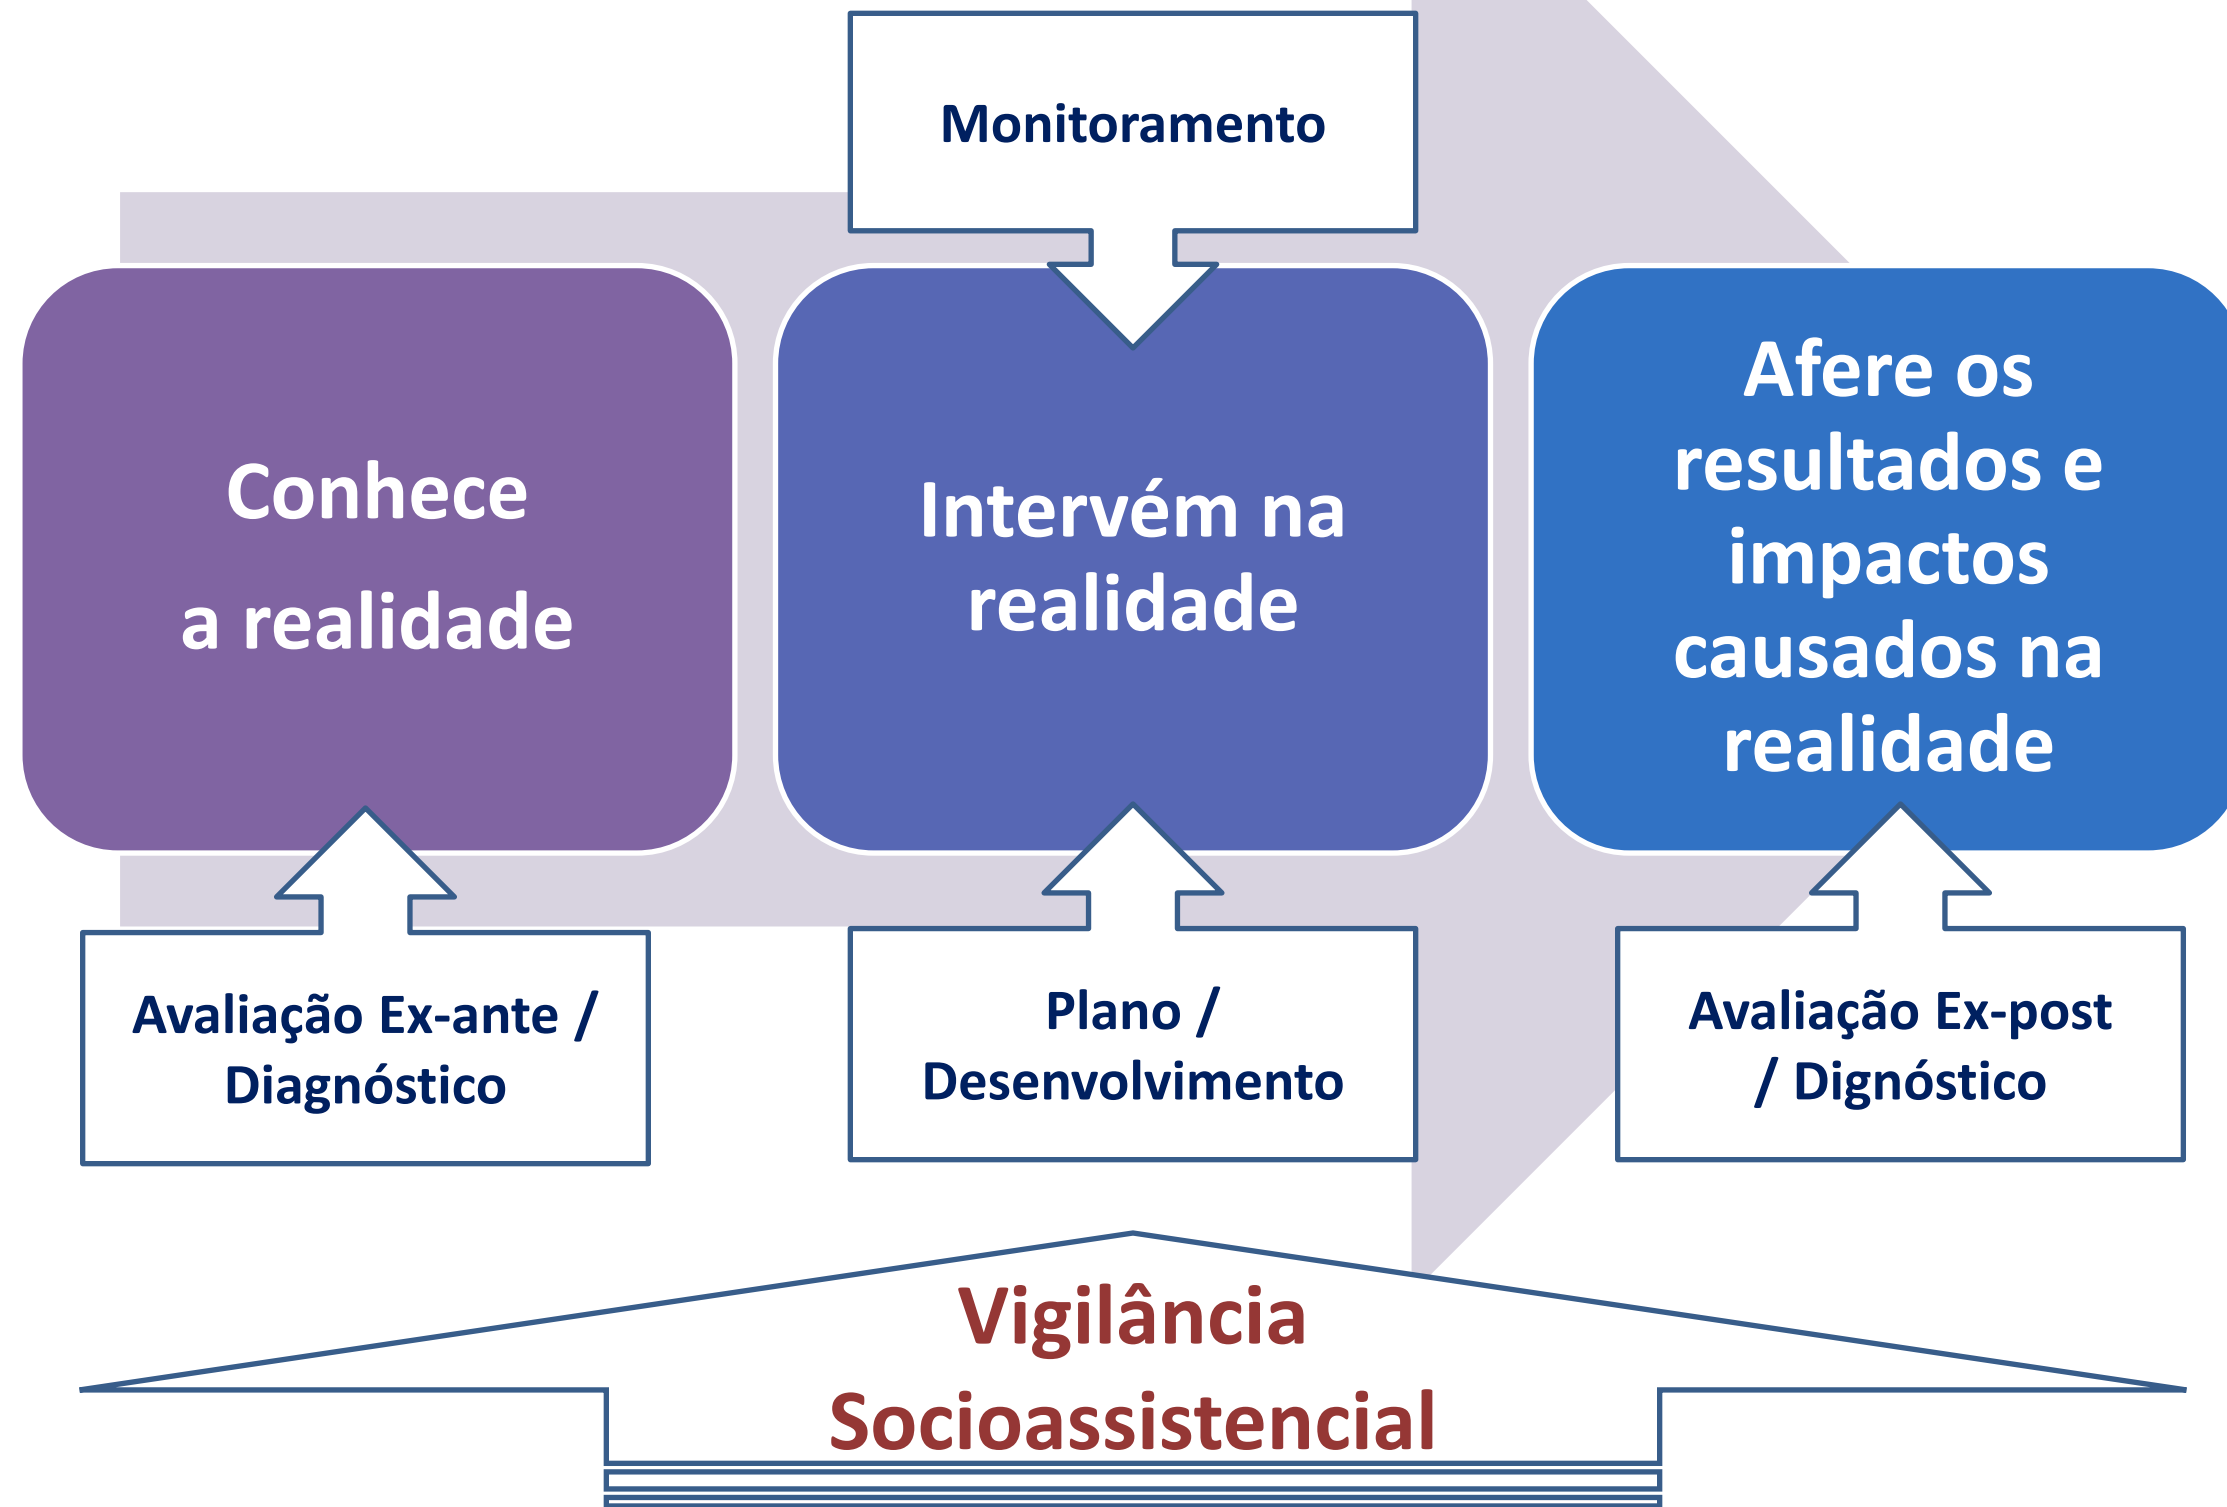 Monitoramento
Conhece
a realidade
Intervém na
realidade
Afere os
resultados e
impactos
causados na
realidade
Avaliação Ex-ante /
Diagnóstico
Plano /
Desenvolvimento
Avaliação Ex-post
/ Dignóstico
Vigilância
Socioassistencial